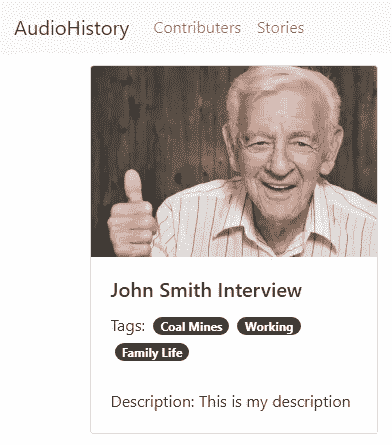 AudioHistory Contributers Stories
John Smith Interview
Tags: Coal Mines Working
Family Life
Description: This is my description